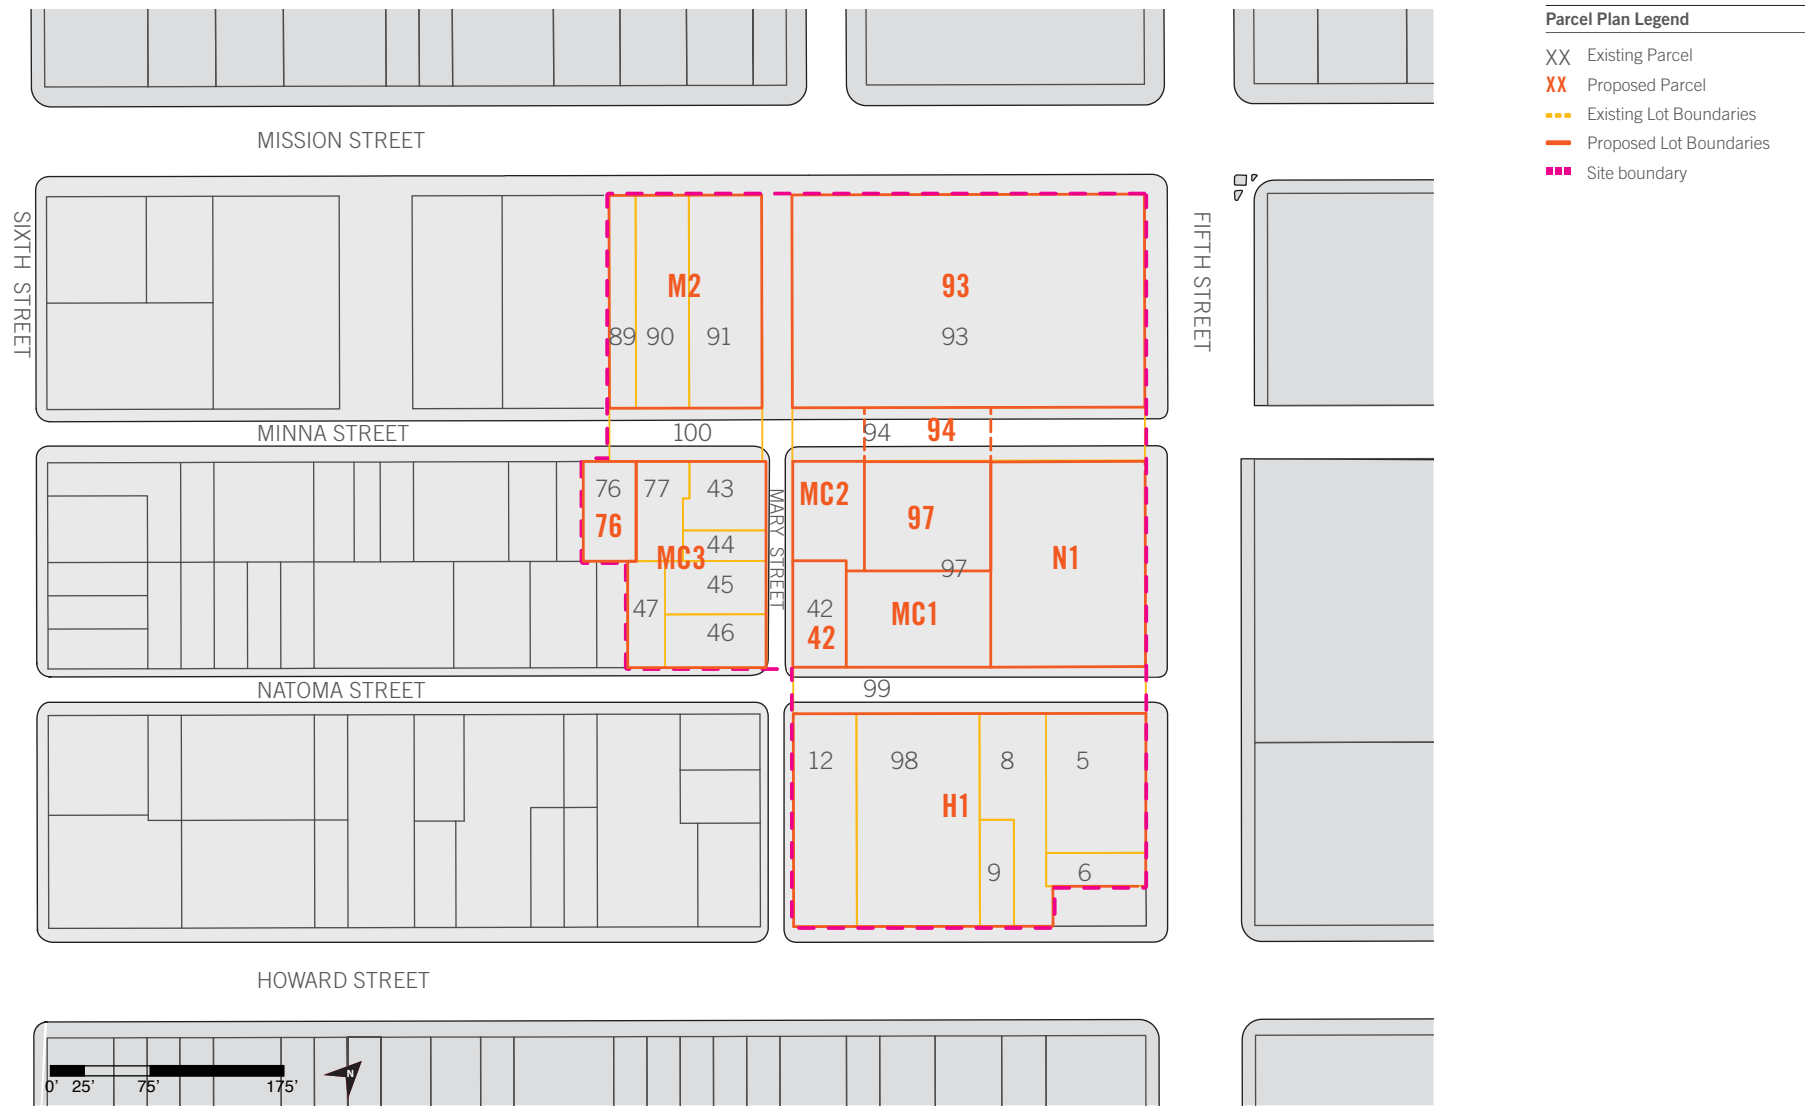 Parcel Plan Legend
XX Existing Parcel
XX Proposed Parcel
Existing Lot Boundaries
Proposed Lot Boundaries
Site boundary
MISSION STREET
SIXTH STREET
FIFTH STREET
M2
93
89 90 91
93
MINNA STREET
100
94
94
76
77
43
MC2
76
97
MARY STREET
44
MC3
N1
97
45
47
42
MC1
46
42
NATOMA STREET
99
12
98
8
5
H1
9
6
HOWARD STREET
N
0' 25' 75' 175'